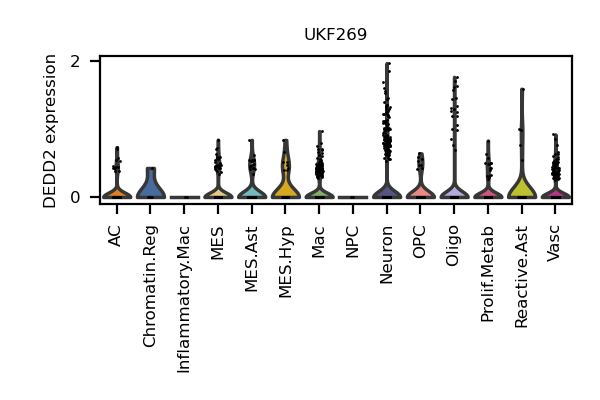 UKF269
DEDD2 expression
2
0
AC
Chromatin.Reg
Inflammatory.Mac
MES
MES.Ast
MES.Hyp
Mac
NPC
Neuron
OPC
Oligo
Prolif.Metab
Reactive.Ast
Vasc